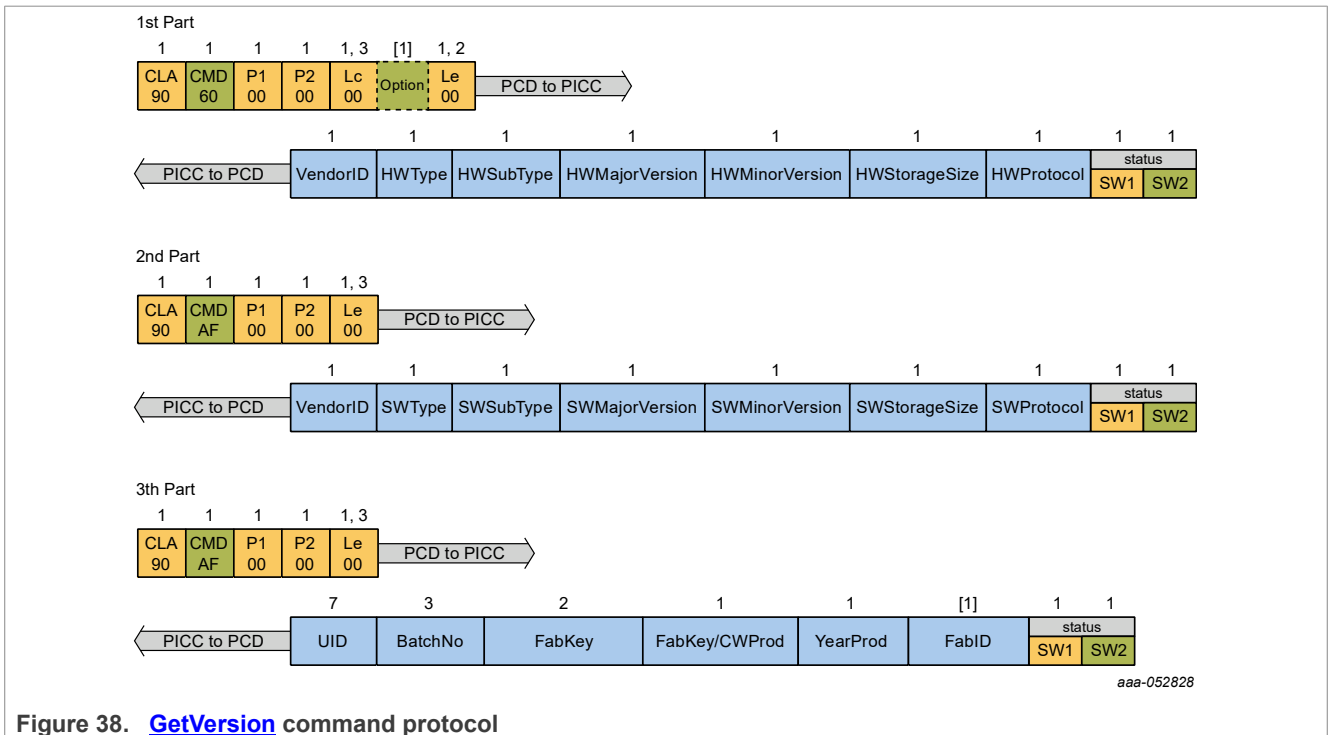 1st Part
1 1 1 1 1, 3 [1] 1, 2
CLA CMD P1 P2 Lc Option Le PCD to PICC
90 60 00 00 00 00
1 1 1 1 1 1 1 1 1
PICC to PCD VendorID HWType HWSubType HWMajorVersion HWMinorVersion HWStorageSize HWProtocol status
SW1 SW2
2nd Part
1 1 1 1 1, 3
CLA CMD P1 P2 Le PCD to PICC
90 AF 00 00 00
1 1 1 1 1 1 1 1 1
PICC to PCD VendorID SWType SWSubType SWMajorVersion SWMinorVersion SWStorageSize SWProtocol status
SW1 SW2
3th Part
1 1 1 1 1, 3
CLA CMD P1 P2 Le PCD to PICC
90 AF 00 00 00
7 3 2 1 1 [1] 1 1
PICC to PCD UID BatchNo FabKey FabKey/CWProd YearProd FabID status
SW1 SW2
aaa-052828
Figure 38. GetVersion command protocol